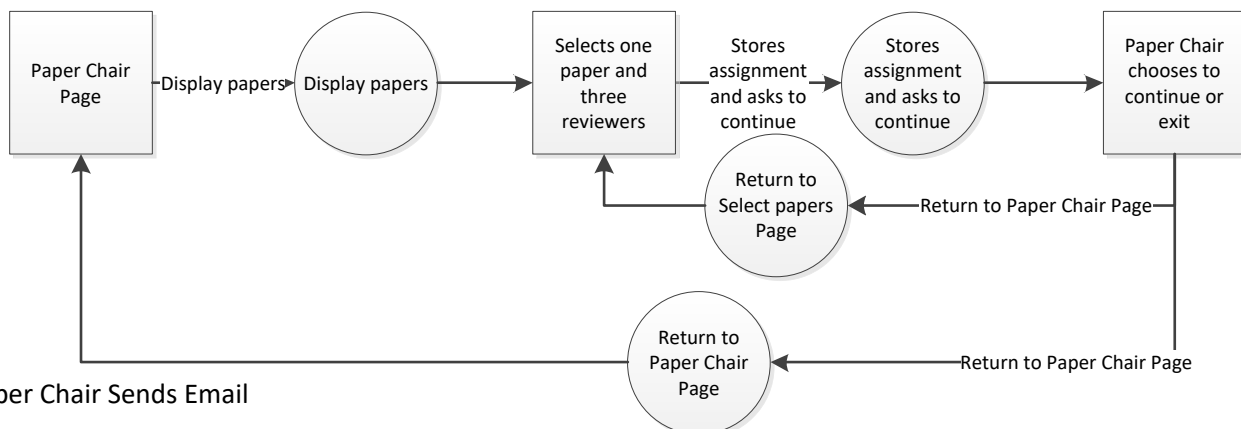 Paper Chair
Page
Display papers
Display papers
Selects one
paper and
three
reviewers
Stores
assignment
and asks to
continue
Stores
assignment
and asks to
continue
Paper Chair
chooses to
continue or
exit
Return to
Select papers
Page
Return to Paper Chair Page
Return to
Paper Chair
Page
Return to Paper Chair Page
per Chair Sends Email